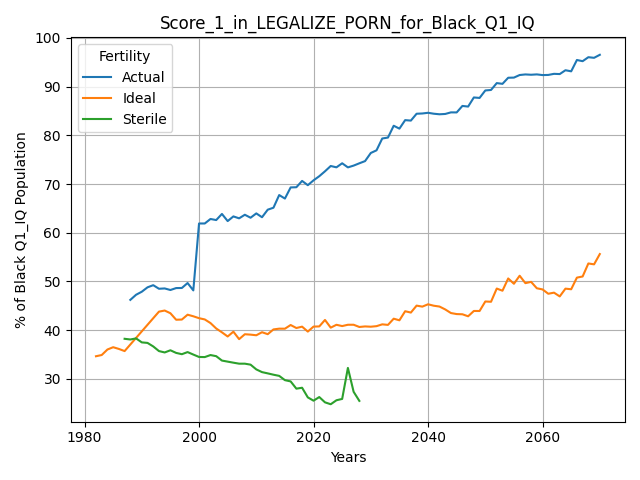 Score_1_in_LEGALIZE_PORN_for_Black_Q1_IQ
Fertility
Actual
Ideal
Sterile
% of Black Q1_IQ Population
100
90
80
70
60
50
40
30
1980
2000
2020
2040
2060
Years